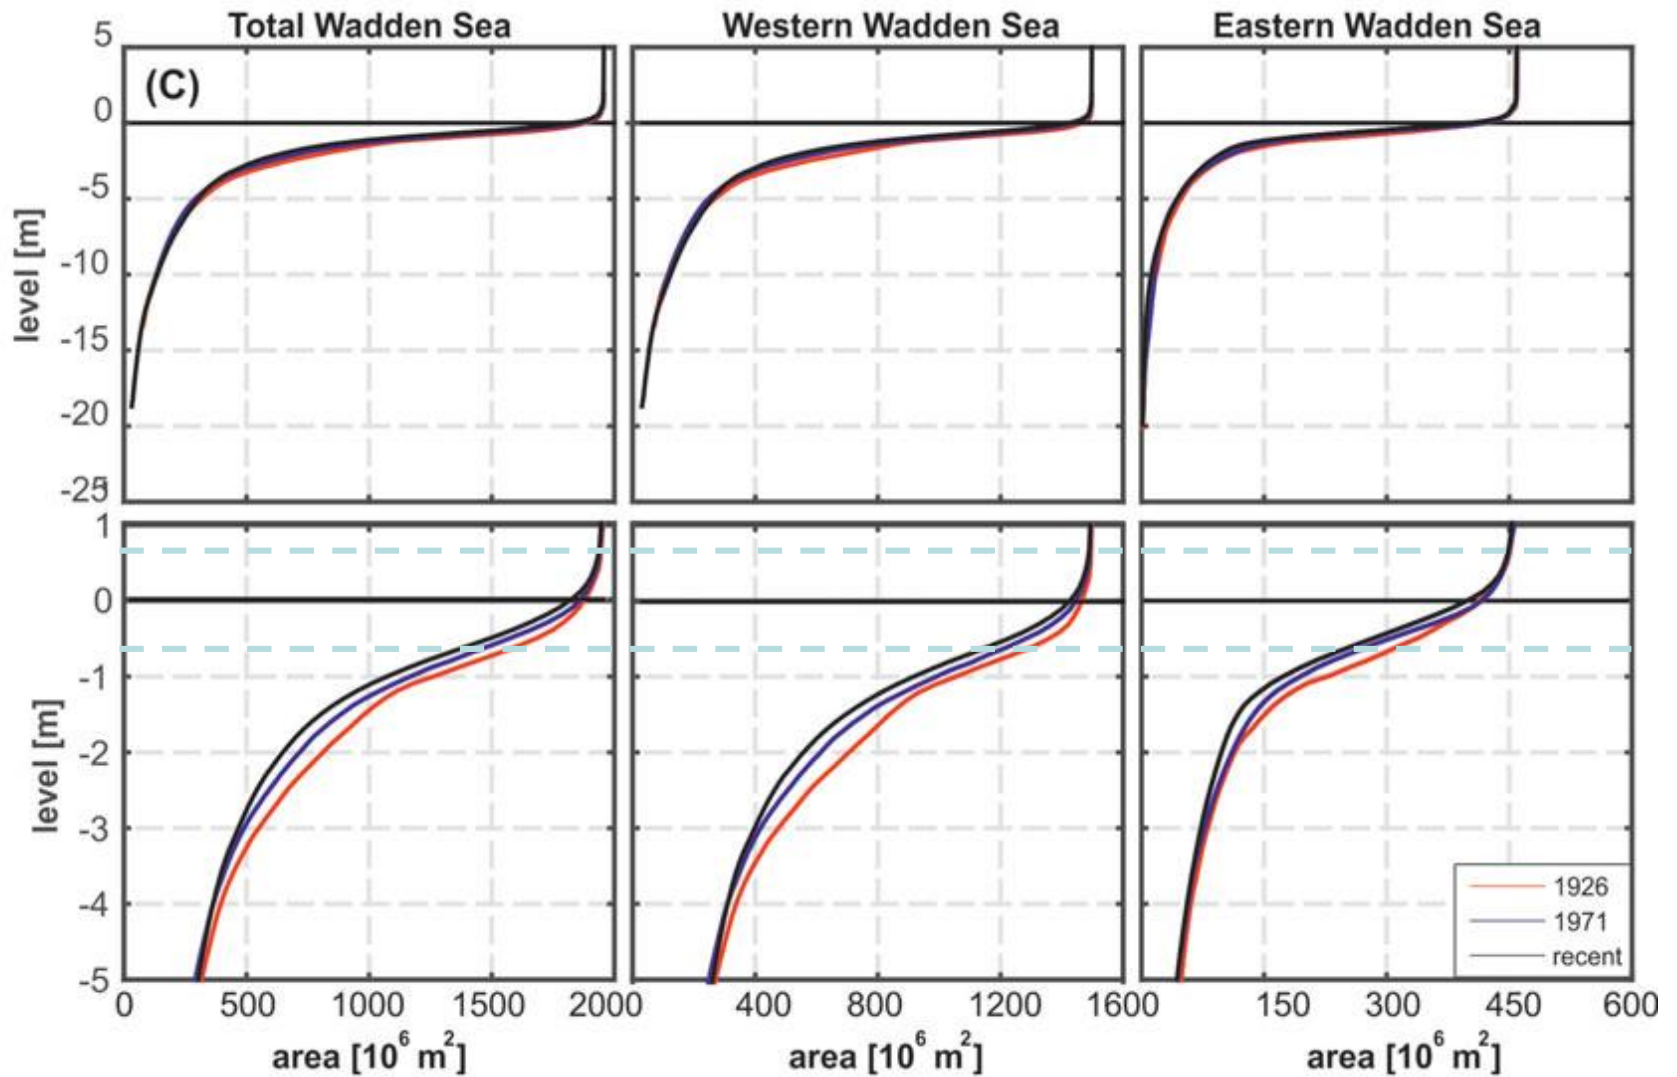 Total Wadden Sea
Western Wadden Sea
Eastern Wadden Sea
(C)
level [m]
5
0
-5
-10
-15
-20
-25
level [m]
1
0
-1
-2
-3
-4
-5
1926
1971
recent
0 500 1000 1500 2000
400 800 1200 1600
0 150 300 450 600
area [10⁶ m²]
area [10⁶ m²]
area [10⁶ m²]